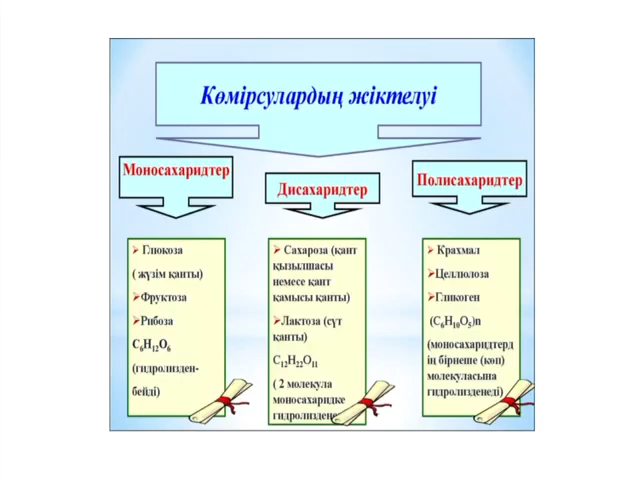 Көмірсулардың жіктелуі
Моносахаридтер
Дисахаридтер
Полисахаридтер
Глюкоза
( жүзім қанты)
Фруктоза
Рибоза
C₆H₁₂O₆
(гидролизден-
бейді)
Сахароза (қант
қызылшасы
немесе қант
қамысы қанты)
Лактоза (сүт
қанты)
C₁₂H₂₂O₁₁
( 2 молекула
моносахаридке
Крахмал
Целлюлоза
Гликоген
(C₆H₁₀O₅)n
(моносахаридтерд
ің бірнеше (көп)
молекуласына
гидролизденеді)